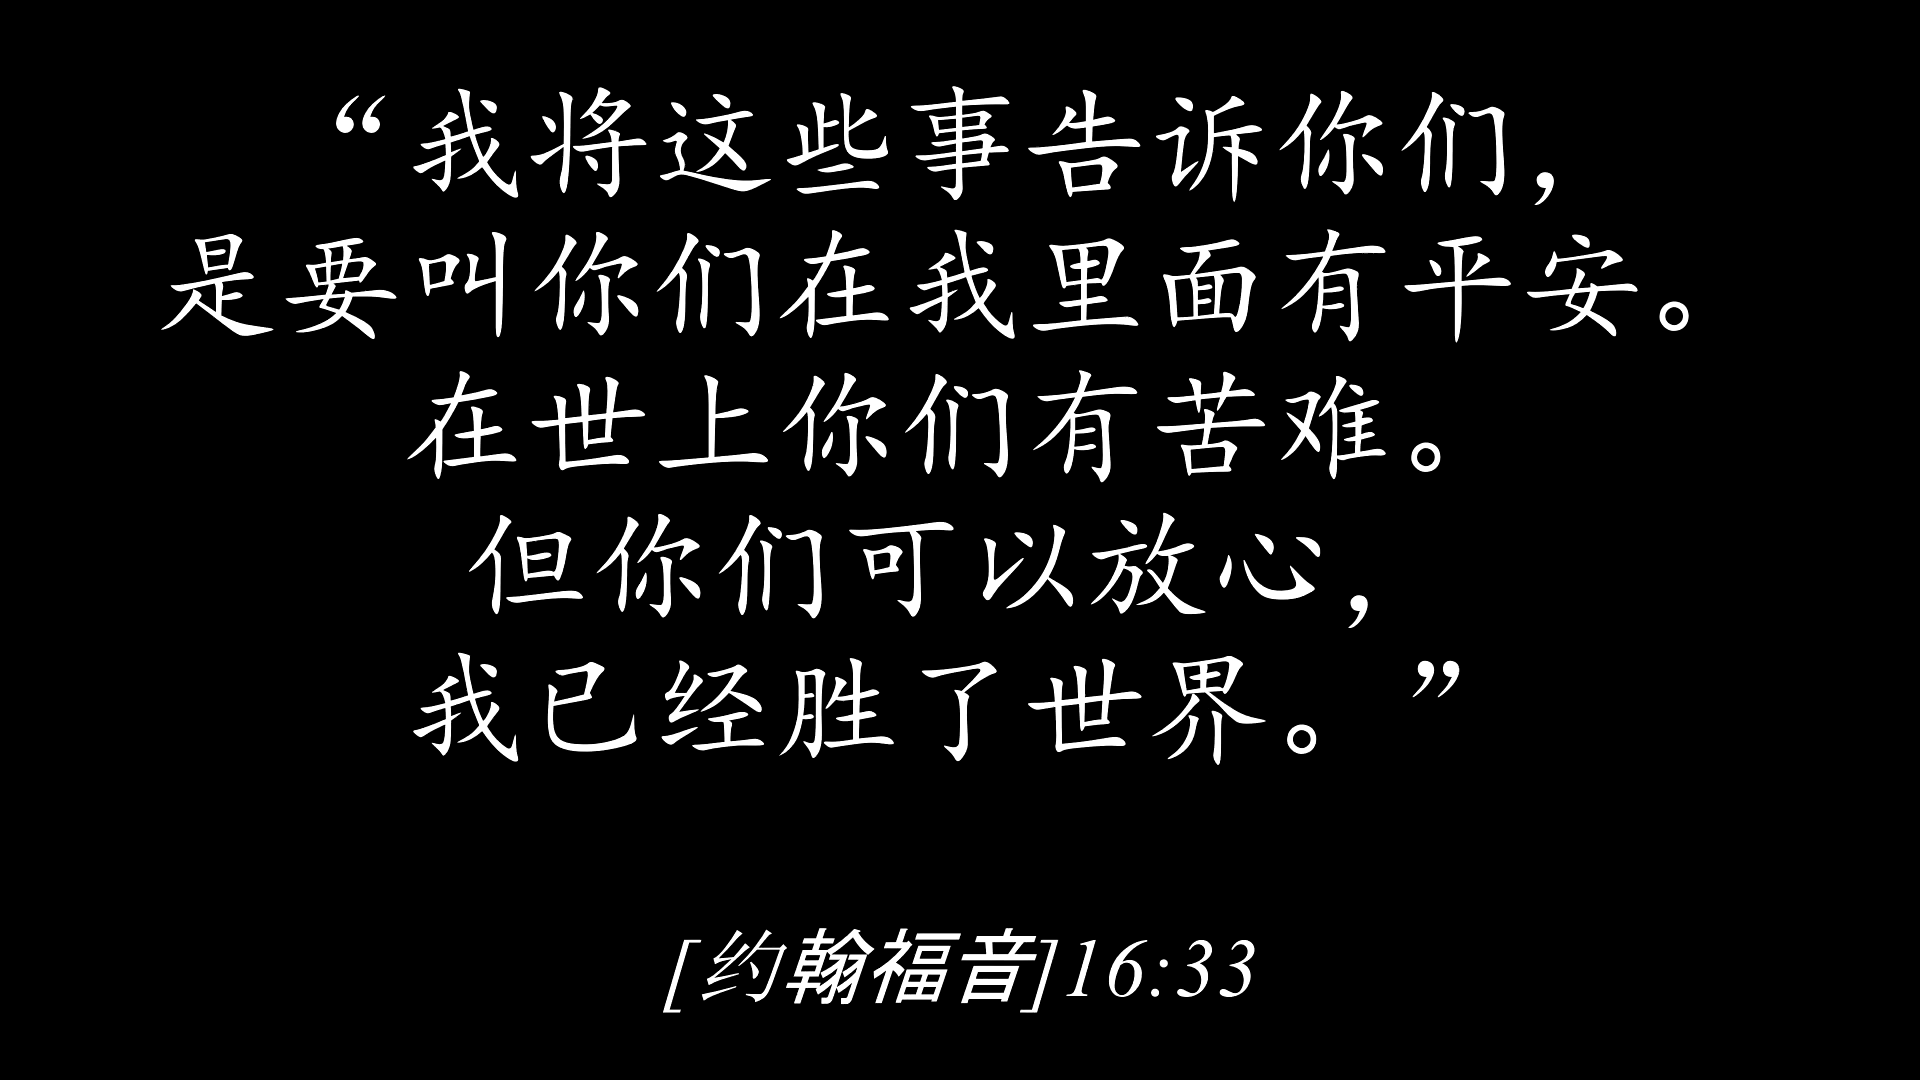 “我将这些事告诉你们，
是要叫你们在我里面有平安。
在世上你们有苦难。
但你们可以放心，
我已经胜了世界。”
[约翰福音]16:33